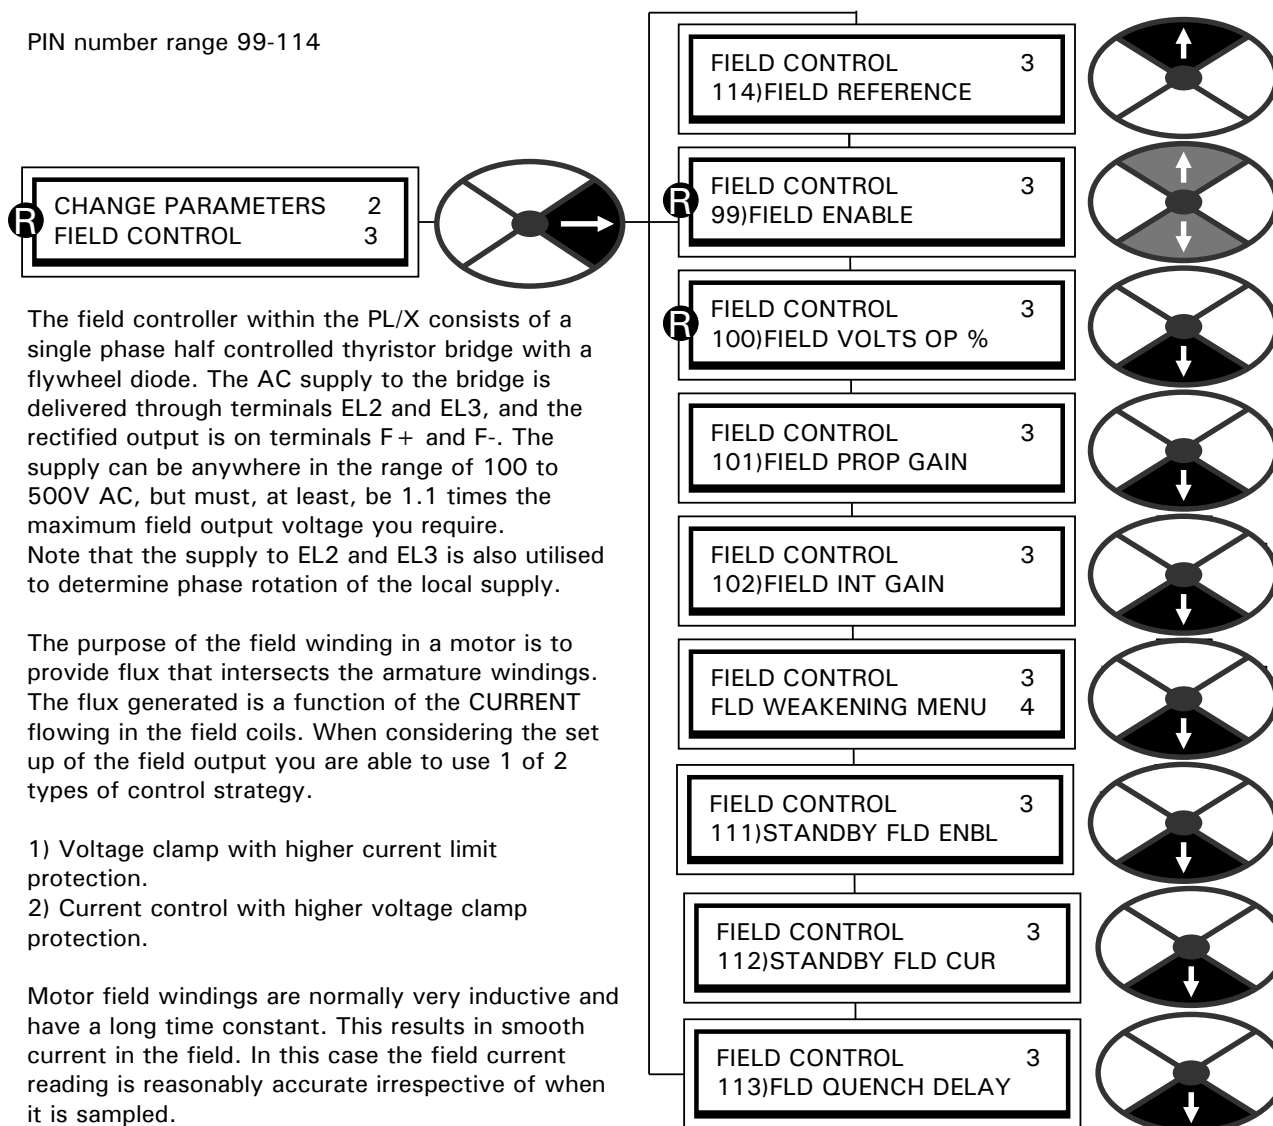 PIN number range 99-114
R
CHANGE PARAMETERS 2
FIELD CONTROL 3
The field controller within the PL/X consists of a
single phase half controlled thyristor bridge with a
flywheel diode. The AC supply to the bridge is
delivered through terminals EL2 and EL3, and the
rectified output is on terminals F+ and F-. The
supply can be anywhere in the range of 100 to
500V AC, but must, at least, be 1.1 times the
maximum field output voltage you require.
Note that the supply to EL2 and EL3 is also utilised
to determine phase rotation of the local supply.
The purpose of the field winding in a motor is to
provide flux that intersects the armature windings.
The flux generated is a function of the CURRENT
flowing in the field coils. When considering the set
up of the field output you are able to use 1 of 2
types of control strategy.
1) Voltage clamp with higher current limit
protection.
2) Current control with higher voltage clamp
protection.
Motor field windings are normally very inductive and
have a long time constant. This results in smooth
current in the field. In this case the field current
reading is reasonably accurate irrespective of when
it is sampled.
FIELD CONTROL 3
114)FIELD REFERENCE
R
FIELD CONTROL 3
99)FIELD ENABLE
R
FIELD CONTROL 3
100)FIELD VOLTS OP %
FIELD CONTROL 3
101)FIELD PROP GAIN
FIELD CONTROL 3
102)FIELD INT GAIN
FIELD CONTROL 3
FLD WEAKENING MENU 4
FIELD CONTROL 3
111)STANDBY FLD ENBL
FIELD CONTROL 3
112)STANDBY FLD CUR
FIELD CONTROL 3
113)FLD QUENCH DELAY